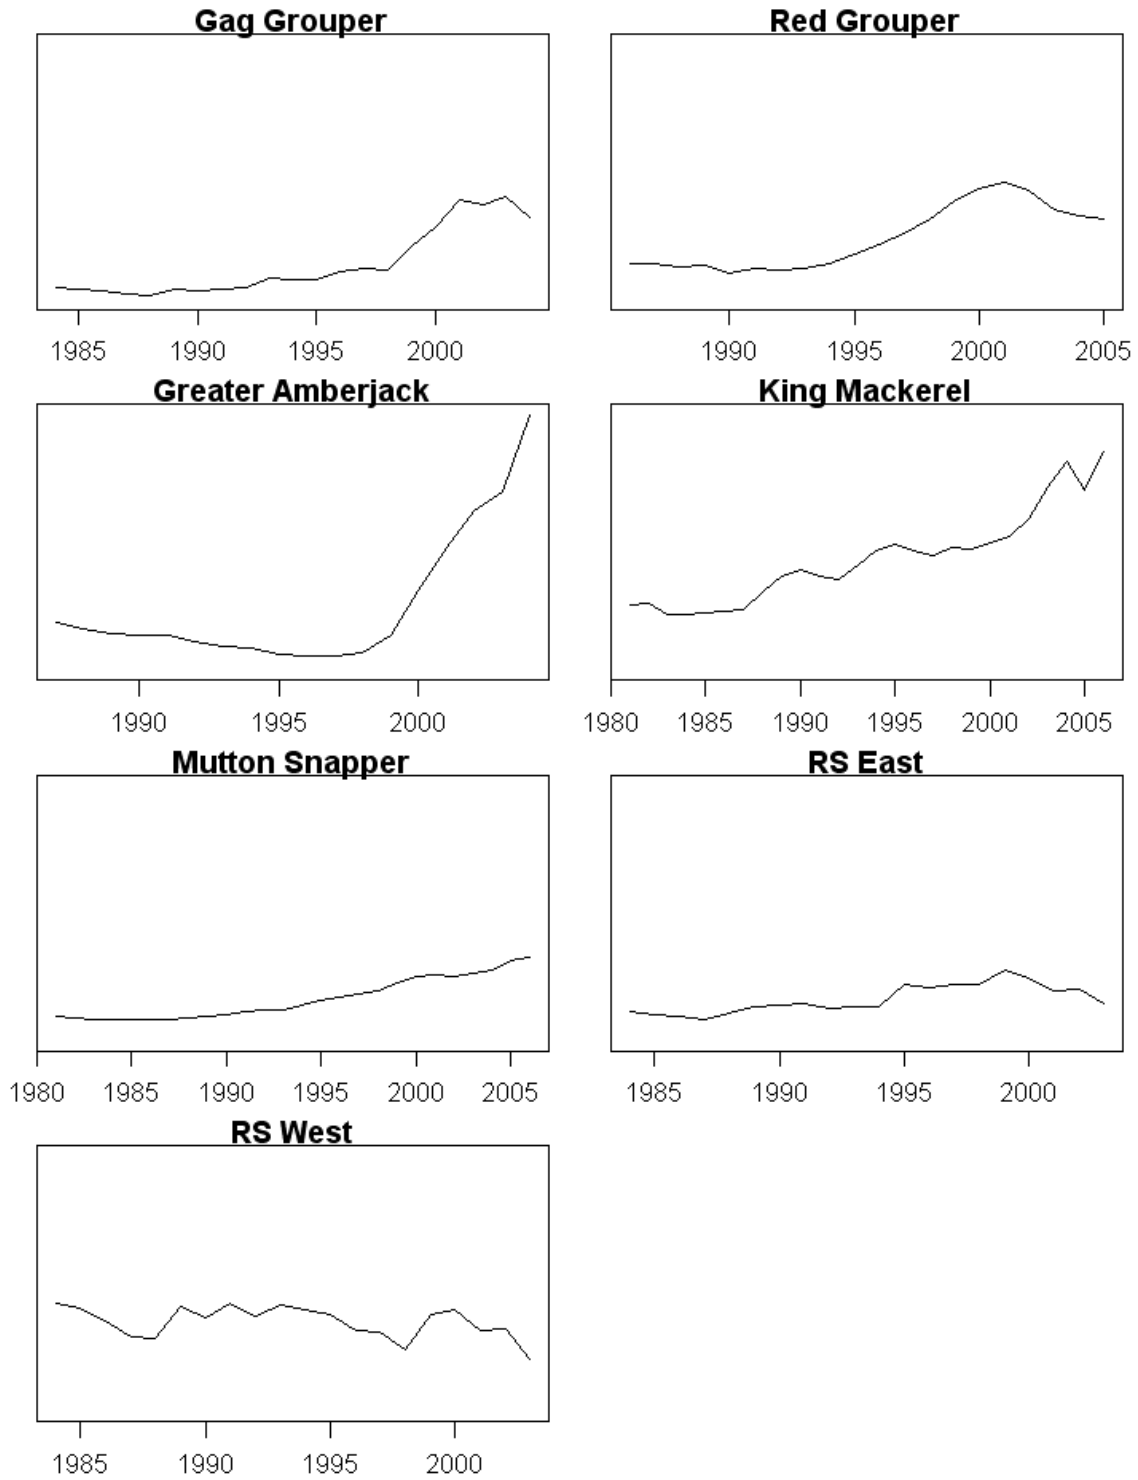 Gag Grouper
Red Grouper
1985 1990 1995 2000
1990 1995 2000 2005
Greater Amberjack
King Mackerel
1990 1995 2000
1980 1985 1990 1995 2000 2005
Mutton Snapper
RS East
1980 1985 1990 1995 2000 2005
1985 1990 1995 2000
RS West
1985 1990 1995 2000